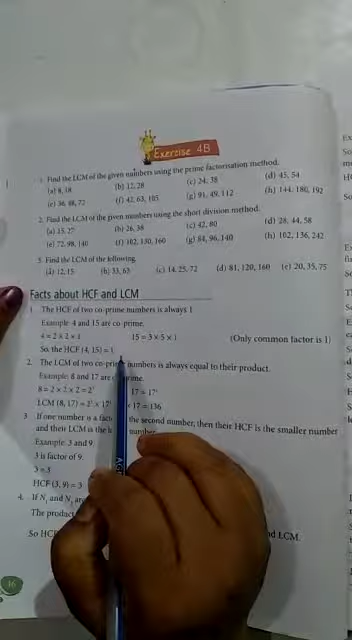 Exercise 4B
1. Find the LCM of the given numbers using the prime factorisation method.
(a) 8, 18 (b) 12, 28 (c) 24, 38 (d) 45, 54
(e) 36, 48, 72 (f) 42, 63, 105 (g) 91, 49, 112 (h) 144, 180, 192
2. Find the LCM of the given numbers using the short division method.
(a) 15, 27 (b) 26, 38 (c) 42, 80 (d) 28, 44, 58
(e) 72, 98, 140 (f) 102, 130, 160 (g) 84, 96, 140 (h) 102, 136, 242
3. Find the LCM of the following.
(a) 12, 15 (b) 33, 63 (c) 14, 25, 72 (d) 81, 120, 160 (e) 20, 35, 75
Facts about HCF and LCM
1. The HCF of two co-prime numbers is always 1
Example 4 and 15 are co-prime.
4 = 2 × 2 × 1 15 = 3 × 5 × 1 (Only common factor is 1)
So, the HCF (4, 15) = 1
2. The LCM of two co-prime numbers is always equal to their product.
Example: 8 and 17 are prime.
8 = 2 × 2 × 2 = 2³ 17 = 17¹
LCM (8, 17) = 2³ × 17 = 136
3 If one number is a fact the second number, then their HCF is the smaller number
and their LCM is the number
Example: 3 and 9.
3 is factor of 9.
3 = 3
HCF (3, 9) = 3
4. If N₁ and N₂ are
The product
So HCF nd LCM.
36